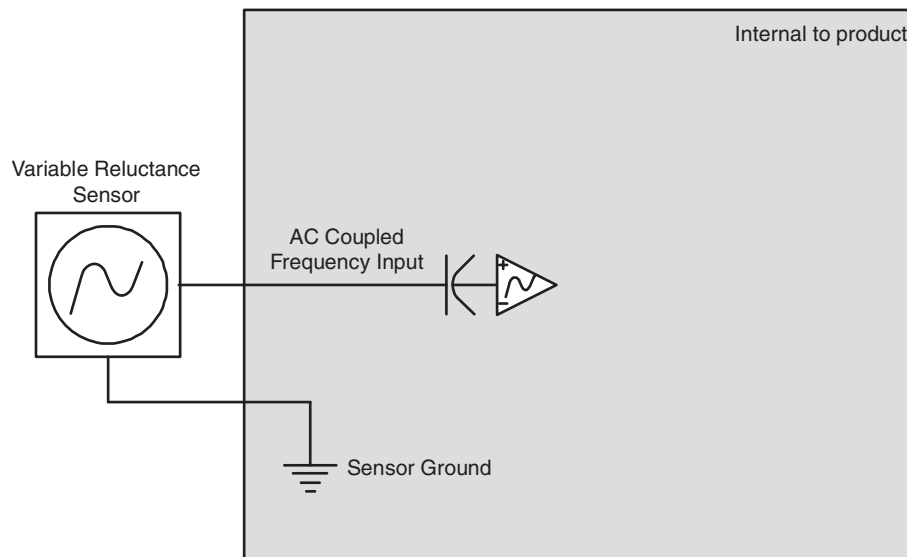 Internal to product
Variable Reluctance
Sensor
AC Coupled
Frequency Input
+
−
Sensor Ground